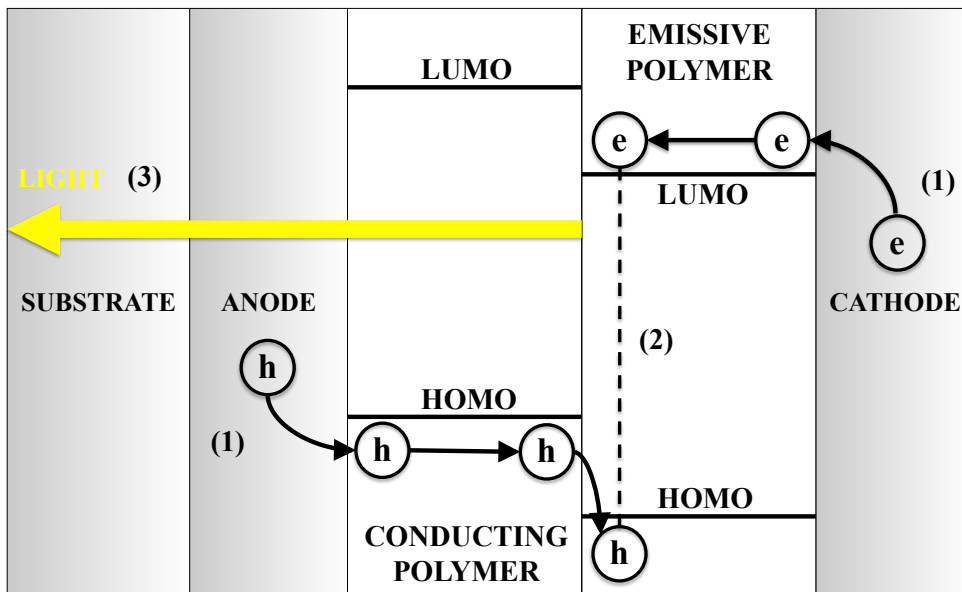 EMISSIVE
POLYMER
LUMO
e
e
LIGHT (3)
(1)
LUMO
e
SUBSTRATE
ANODE
CATHODE
(2)
h
HOMO
(1)
h
h
HOMO
CONDUCTING
POLYMER
h